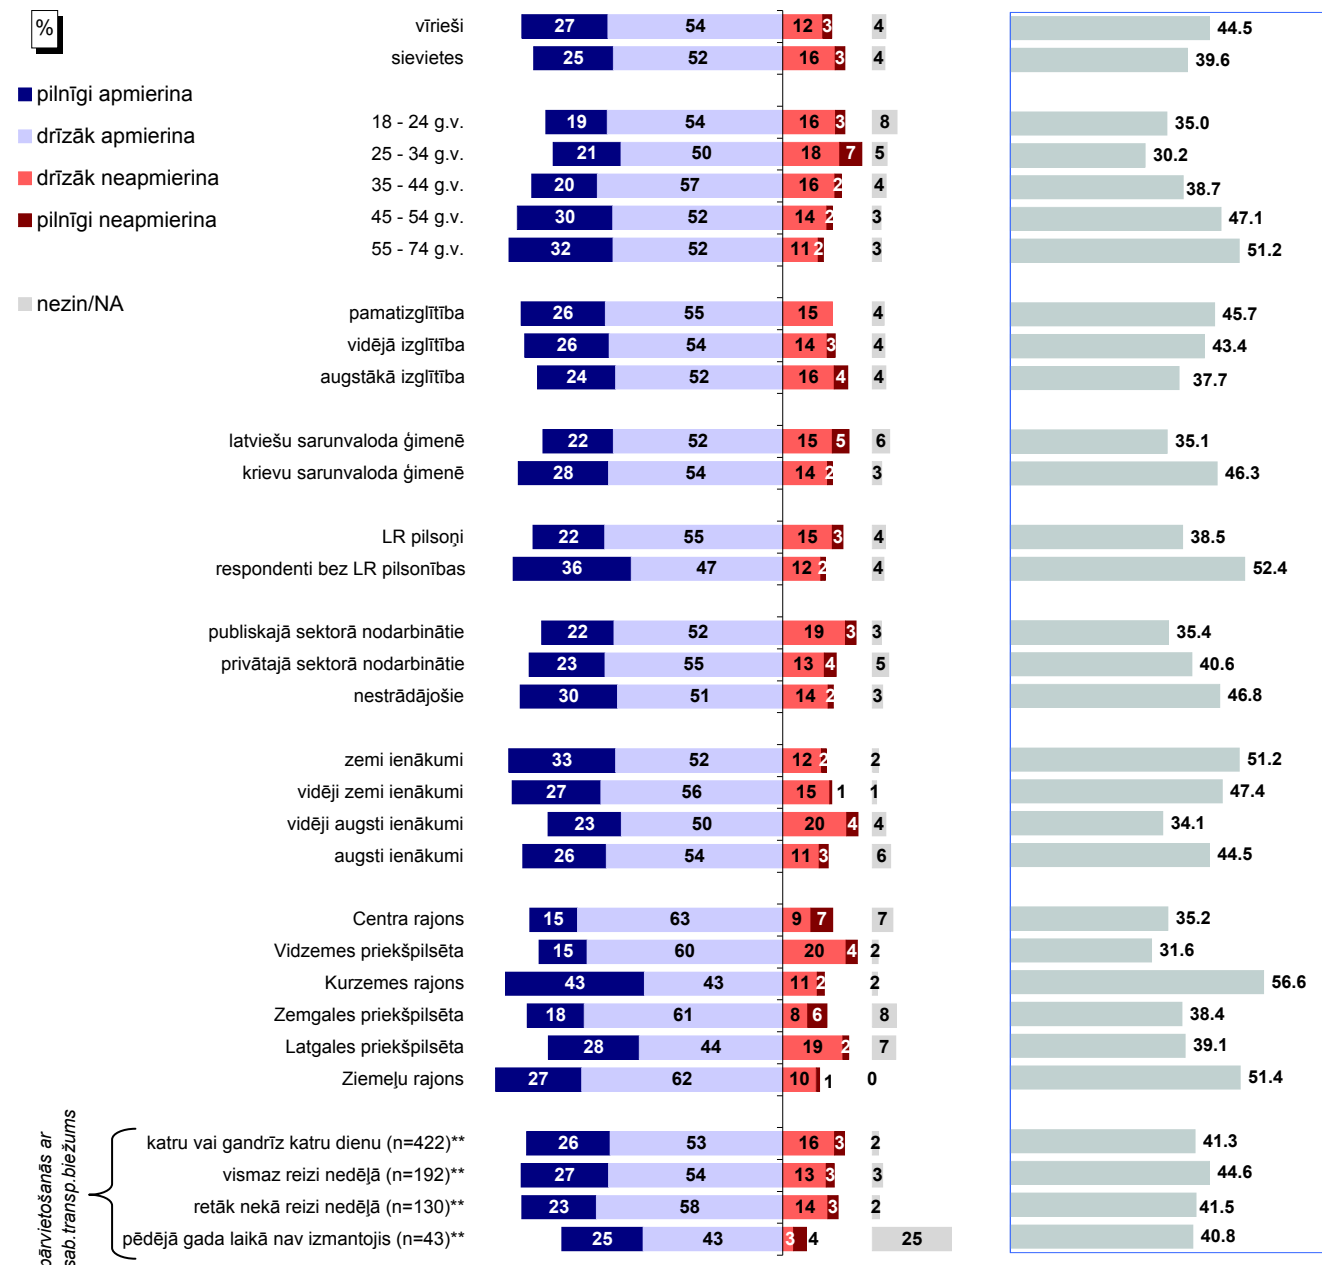 %
pilnīgi apmierina
drīzāk apmierina
drīzāk neapmierina
pilnīgi neapmierina
nezin/NA
vīrieši 27 54 12 3 4 44.5
sievietes 25 52 16 3 4 39.6
18 - 24 g.v. 19 54 16 3 8 35.0
25 - 34 g.v. 21 50 18 7 5 30.2
35 - 44 g.v. 20 57 16 2 4 38.7
45 - 54 g.v. 30 52 14 2 3 47.1
55 - 74 g.v. 32 52 11 2 3 51.2
pamatizglītība 26 55 15 4 45.7
vidējā izglītība 26 54 14 3 4 43.4
augstākā izglītība 24 52 16 4 4 37.7
latviešu sarunvaloda ģimenē 22 52 15 5 6 35.1
krievu sarunvaloda ģimenē 28 54 14 2 3 46.3
LR pilsoņi 22 55 15 3 4 38.5
respondenti bez LR pilsonības 36 47 12 2 4 52.4
publiskajā sektorā nodarbinātie 22 52 19 3 3 35.4
privātajā sektorā nodarbinātie 23 55 13 4 5 40.6
nestrādājošie 30 51 14 2 3 46.8
zemi ienākumi 33 52 12 2 2 51.2
vidēji zemi ienākumi 27 56 15 1 1 47.4
vidēji augsti ienākumi 23 50 20 4 4 34.1
augsti ienākumi 26 54 11 3 6 44.5
Centra rajons 15 63 9 7 7 35.2
Vidzemes priekšpilsēta 15 60 20 4 2 31.6
Kurzemes rajons 43 43 11 2 2 56.6
Zemgales priekšpilsēta 18 61 8 6 8 38.4
Latgales priekšpilsēta 28 44 19 2 7 39.1
Ziemeļu rajons 27 62 10 1 0 51.4
pārvietošanās ar
sab.transp.biežums
katru vai gandrīz katru dienu (n=422)** 26 53 16 3 2 41.3
vismaz reizi nedēļā (n=192)** 27 54 13 3 3 44.6
retāk nekā reizi nedēļā (n=130)** 23 58 14 3 2 41.5
pēdējā gada laikā nav izmantojis (n=43)** 25 43 3 4 25 40.8